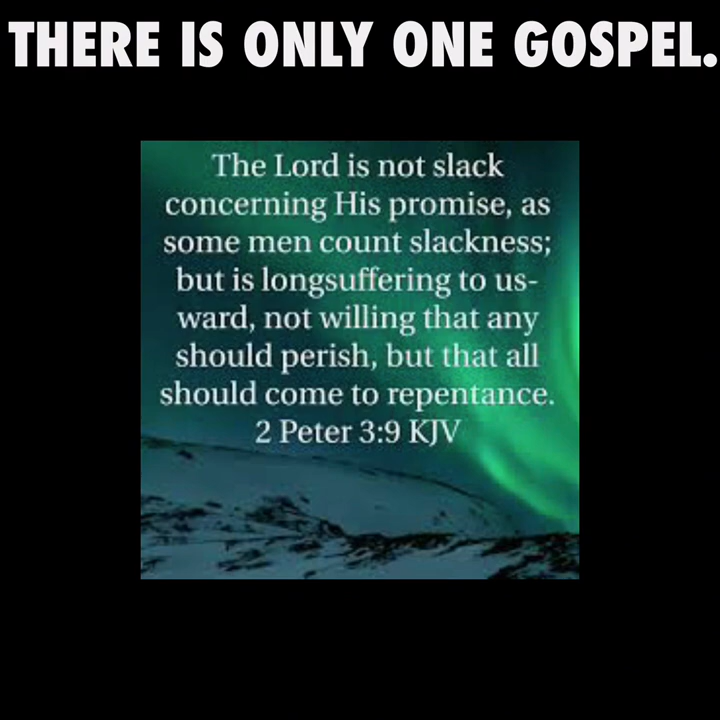 THERE IS ONLY ONE GOSPEL.
The Lord is not slack
concerning His promise, as
some men count slackness;
but is longsuffering to us-
ward, not willing that any
should perish, but that all
should come to repentance.
2 Peter 3:9 KJV